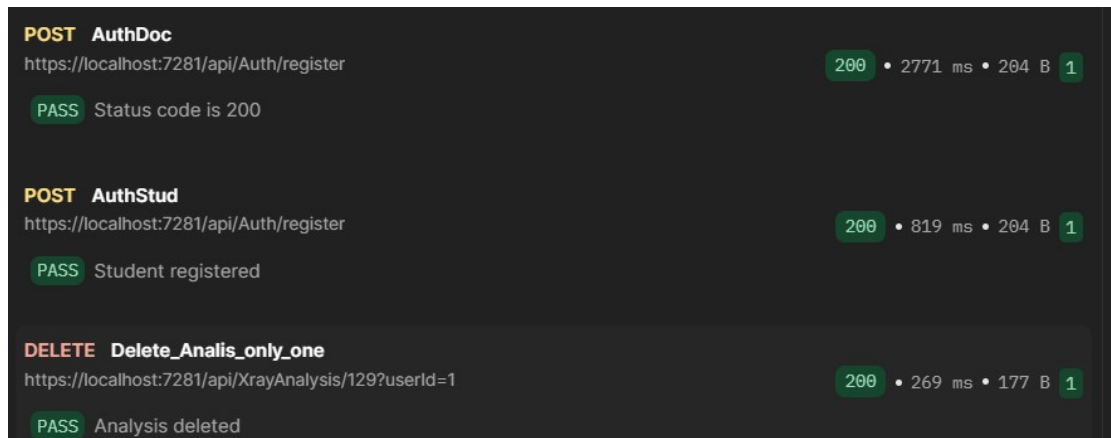 POST AuthDoc
https://localhost:7281/api/Auth/register
200 • 2771 ms • 204 B 1
PASS Status code is 200
POST AuthStud
https://localhost:7281/api/Auth/register
200 • 819 ms • 204 B 1
PASS Student registered
DELETE Delete_Analis_only_one
https://localhost:7281/api/XrayAnalysis/129?userId=1
200 • 269 ms • 177 B 1
PASS Analysis deleted